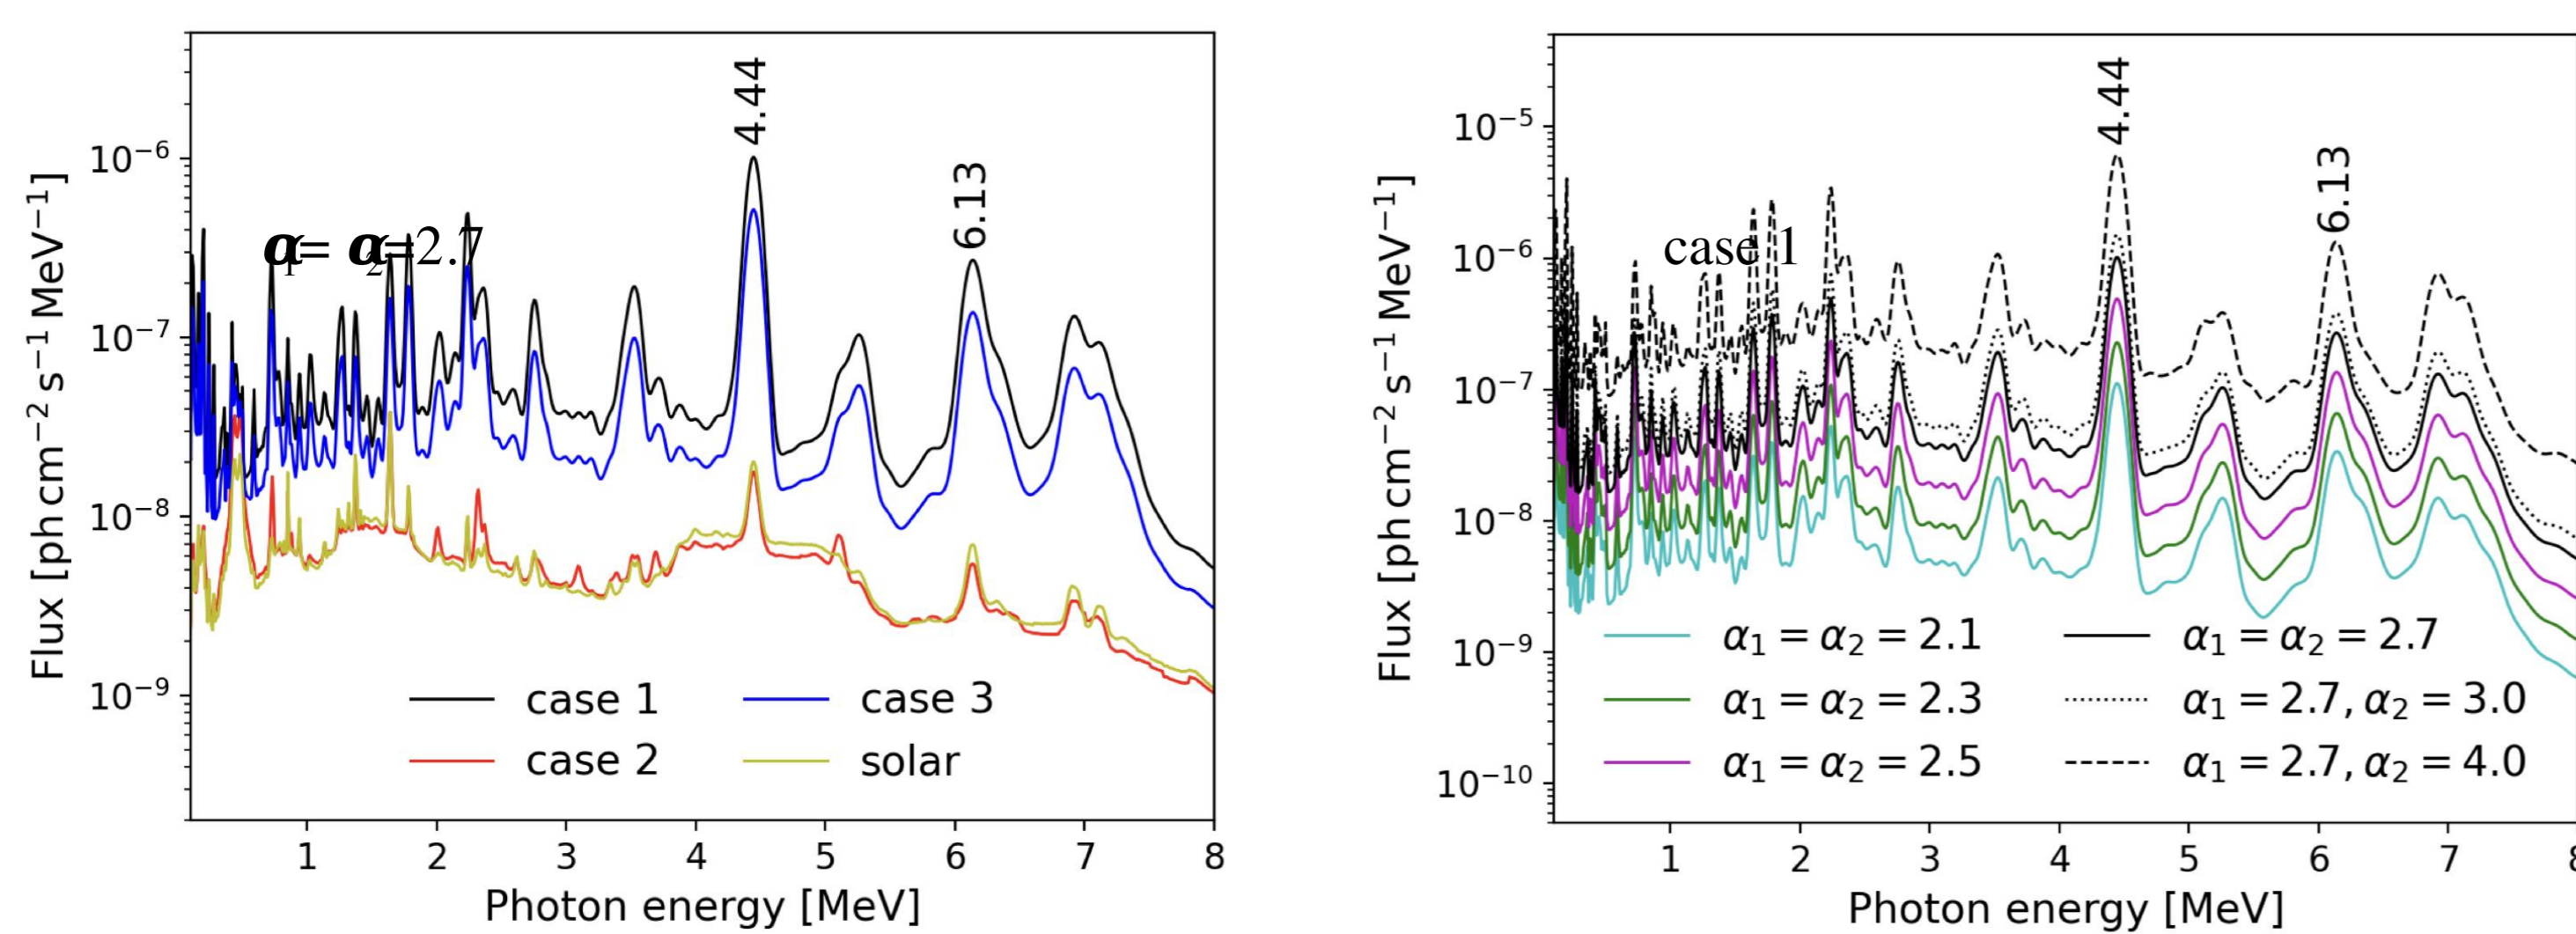 4.44
6.13
α₁= α₂=2.7
10⁻⁶
10⁻⁷
10⁻⁸
10⁻⁹
Flux [ph cm⁻² s⁻¹ MeV⁻¹]
case 1 case 3
case 2 solar
1 2 3 4 5 6 7 8
Photon energy [MeV]
4.44
6.13
case 1
10⁻⁵
10⁻⁶
10⁻⁷
10⁻⁸
10⁻⁹
10⁻¹⁰
Flux [ph cm⁻² s⁻¹ MeV⁻¹]
α₁ = α₂ = 2.1 α₁ = α₂ = 2.7
α₁ = α₂ = 2.3 α₁ = 2.7, α₂ = 3.0
α₁ = α₂ = 2.5 α₁ = 2.7, α₂ = 4.0
1 2 3 4 5 6 7
Photon energy [MeV]